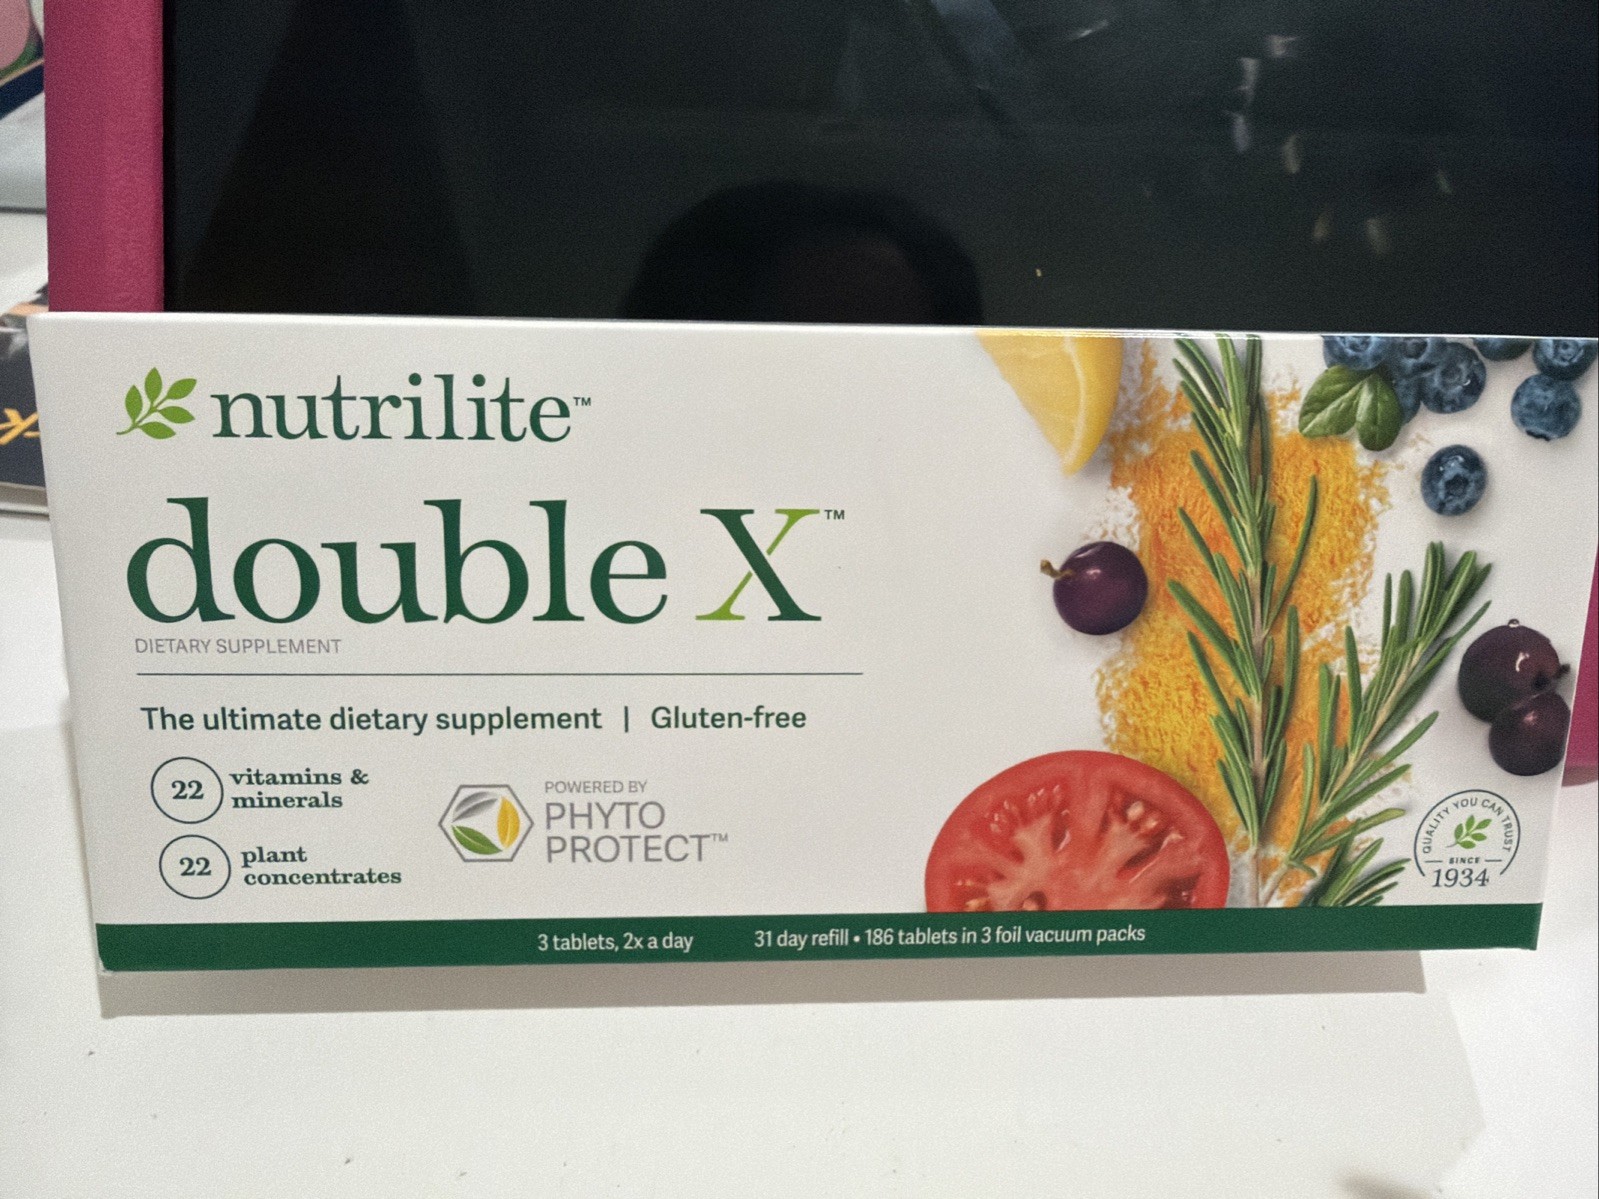 nutrilite™
double X™
DIETARY SUPPLEMENT
The ultimate dietary supplement | Gluten-free
22 vitamins & minerals
22 plant concentrates
POWERED BY
PHYTO
PROTECT™
QUALITY YOU CAN TRUST
SINCE
1934
3 tablets, 2x a day 31 day refill • 186 tablets in 3 foil vacuum packs